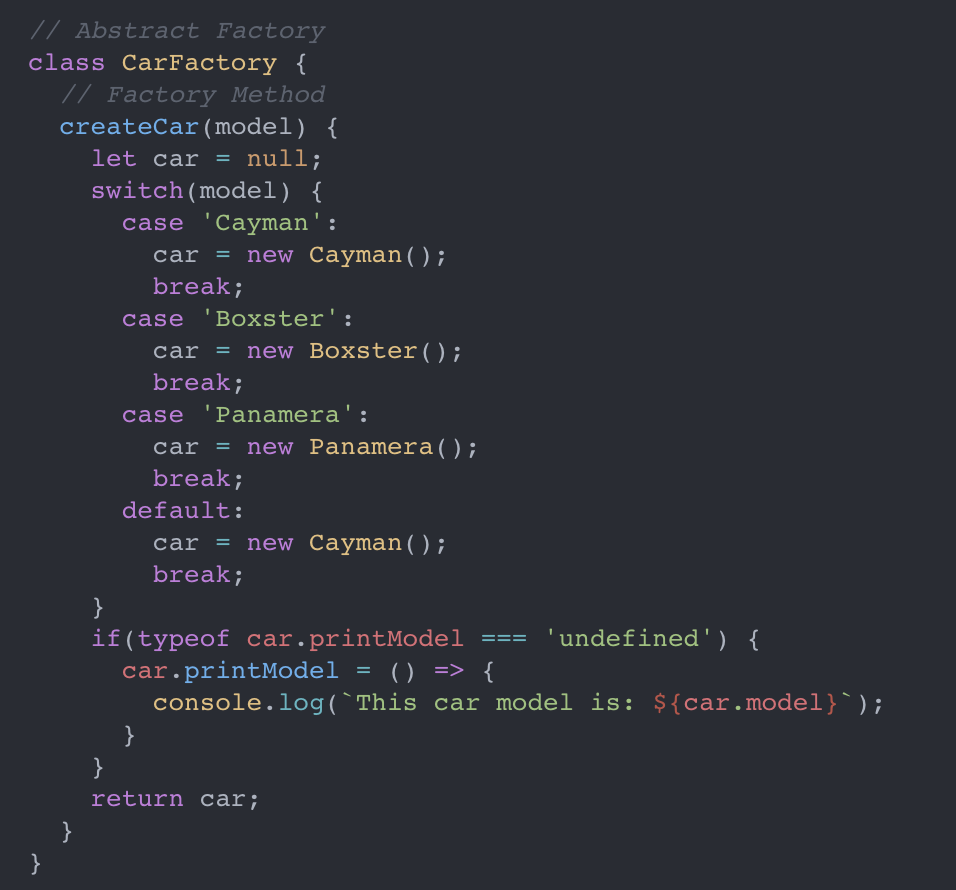 // Abstract Factory
class CarFactory {
  // Factory Method
  createCar(model) {
    let car = null;
    switch(model) {
      case 'Cayman':
        car = new Cayman();
        break;
      case 'Boxster':
        car = new Boxster();
        break;
      case 'Panamera':
        car = new Panamera();
        break;
      default:
        car = new Cayman();
        break;
    }
    if(typeof car.printModel === 'undefined') {
      car.printModel = () => {
        console.log(`This car model is: ${car.model}`);
      }
    }
    return car;
  }
}